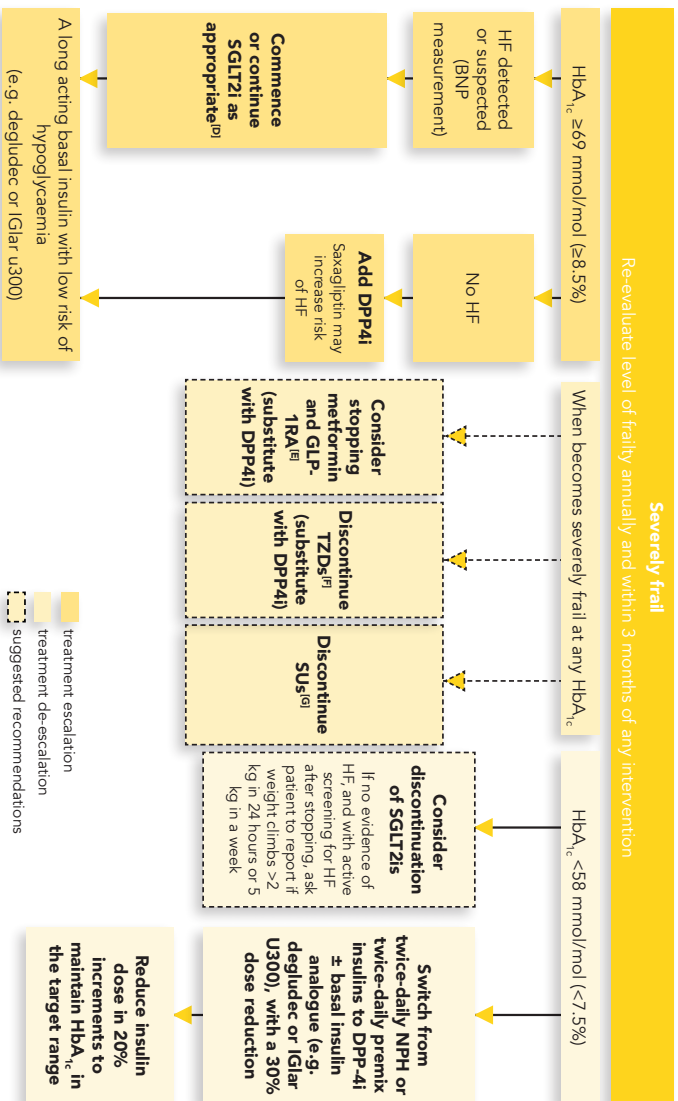 Severely frail
Re-evaluate level of frailty annually and within 3 months of any intervention
HbA1c ≥69 mmol/mol (≥8.5%)
HF detected
or suspected
(BNP
measurement)
Commence
or continue
SGLT2i as
appropriate[D]
No HF
Add DPP4i
Saxagliptin may
increase risk
of HF
A long acting basal insulin with low risk of
hypoglycaemia
(e.g. degludec or IGlar u300)
When becomes severely frail at any HbA1c
Consider
stopping
metformin
and GLP-
1RA[E]
(substitute
with DPP4i)
Discontinue
TZDs[F]
(substitute
with DPP4i)
Discontinue
SUs[G]
HbA1c <58 mmol/mol (<7.5%)
Consider
discontinuation
of SGLT2is
If no evidence of
HF, and with active
screening for HF
after stopping, ask
patient to report if
weight climbs >2
kg in 24 hours or 5
kg in a week
Switch from
twice-daily NPH or
twice-daily premix
insulins to DPP-4i
± basal insulin
analogue (e.g.
degludec or IGlar
U300), with a 30%
dose reduction
Reduce insulin
dose in 20%
increments to
maintain HbA1c in
the target range
treatment escalation
treatment de-escalation
suggested recommendations